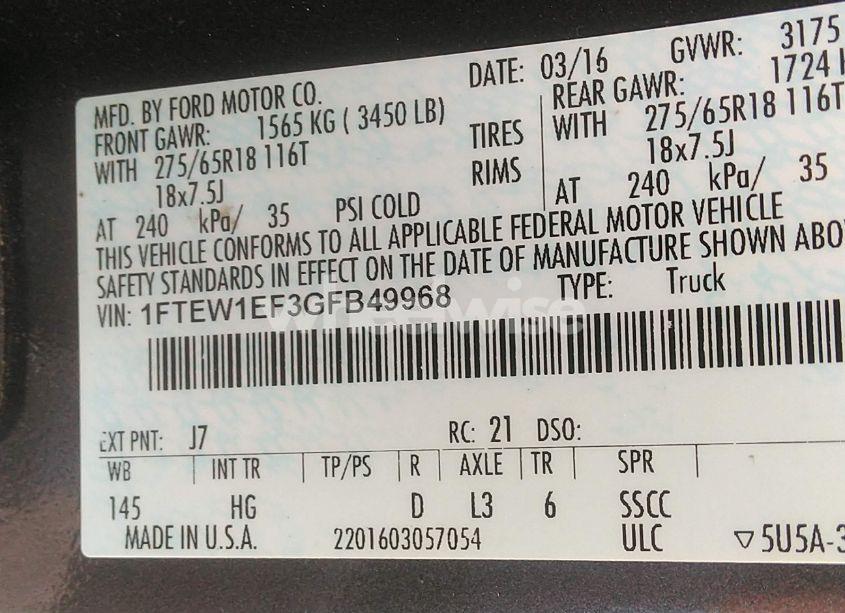 DATE: 03/16 GVWR: 3175
MFD. BY FORD MOTOR CO.
FRONT GAWR: 1565 KG ( 3450 LB) REAR GAWR: 1724
WITH 275/65R18 116T TIRES WITH 275/65R18 116T
18x7.5J RIMS 18x7.5J
AT 240 kPa/ 35 PSI COLD AT 240 kPa/ 35
THIS VEHICLE CONFORMS TO ALL APPLICABLE FEDERAL MOTOR VEHICLE
SAFETY STANDARDS IN EFFECT ON THE DATE OF MANUFACTURE SHOWN ABO
VIN: 1FTEW1EF3GFB49968 TYPE: Truck
wheelwise
EXT PNT: J7 RC: 21 DSO:
WB INT TR TP/PS R AXLE TR SPR
145 HG D L3 6 SSCC
MADE IN U.S.A. 2201603057054 ULC ▽5U5A-3